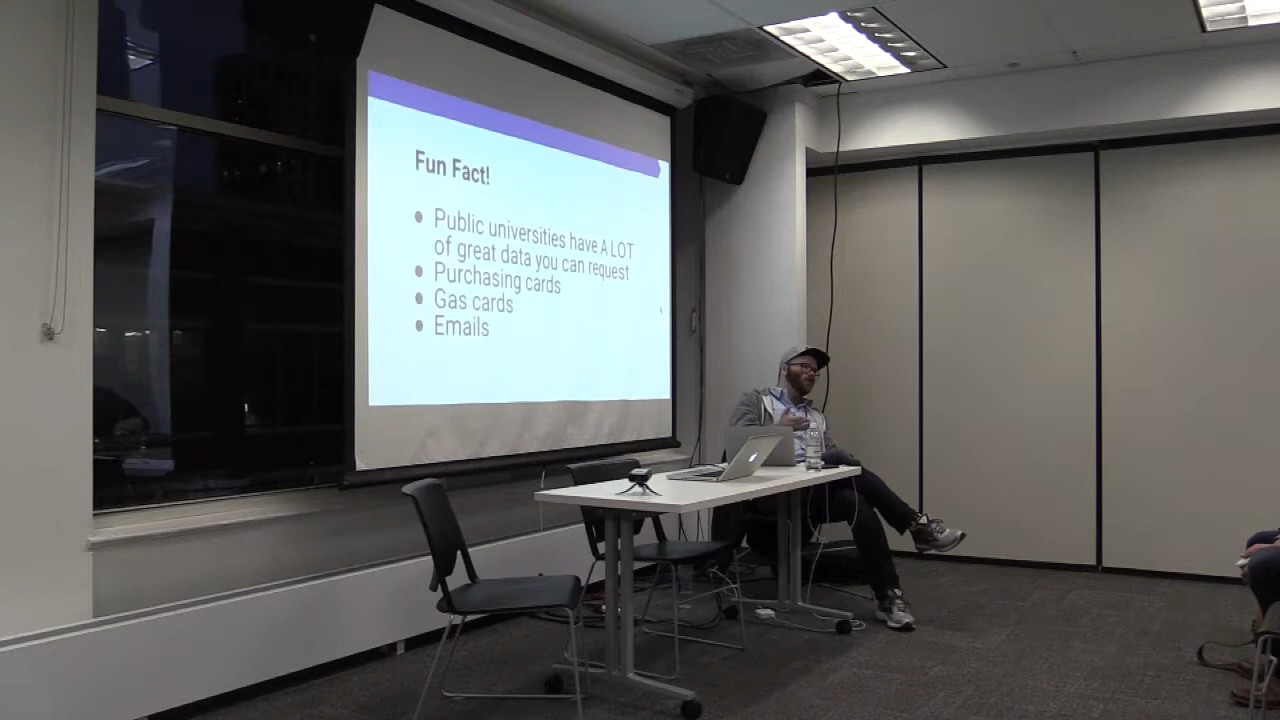 Fun Fact!
• Public universities have A LOT
of great data you can request
• Purchasing cards
• Gas cards
• Emails